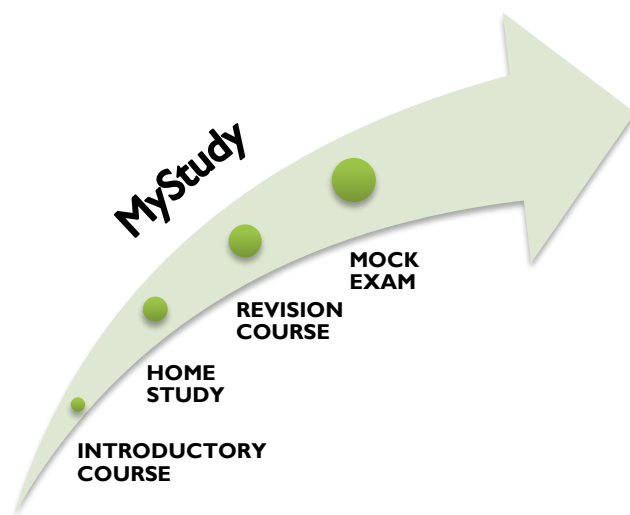 MyStudy
MOCK
EXAM
REVISION
COURSE
HOME
STUDY
INTRODUCTORY
COURSE